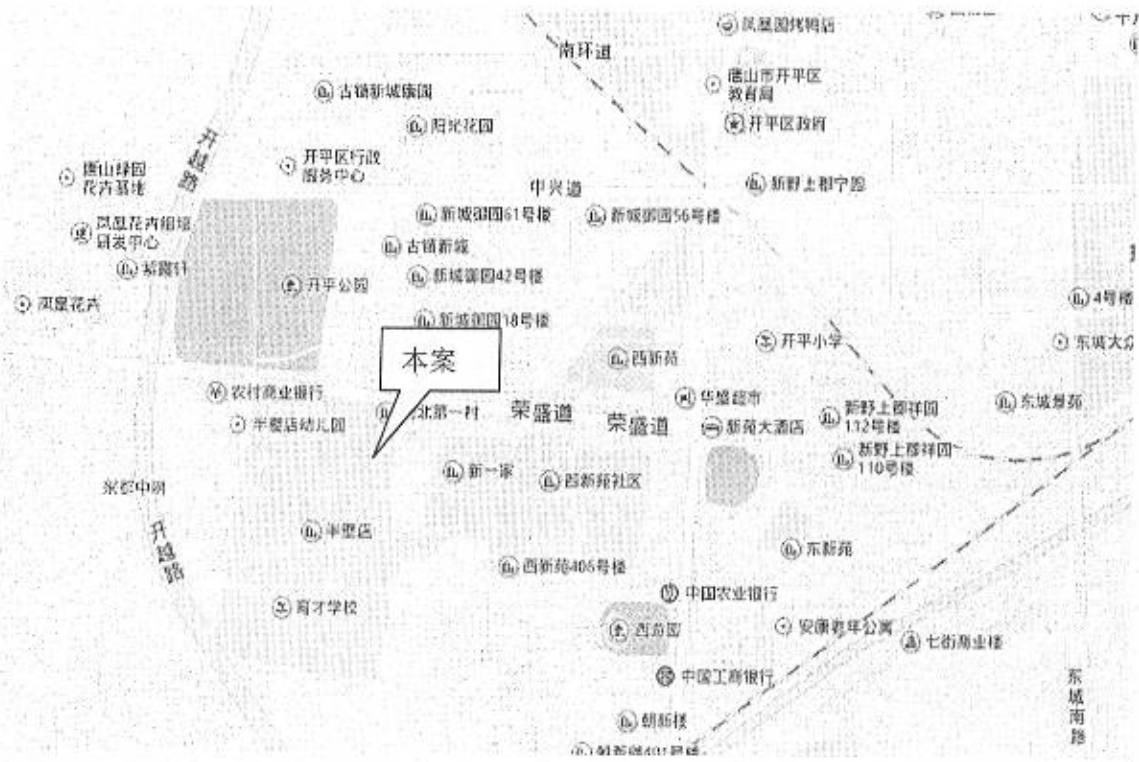 凤凰园烤鸭店
南环道
唐山市开平区
教育局
古镇新城康园
开平区政府
阳光花园
开越路
开平区行政
服务中心
唐山绿园
花卉基地
中兴道
新野上郡宁园
新城御园61号楼
新城御园56号楼
凤凰花卉组培
研发中心
古镇新城
紫馨轩
新城御园42号楼
开平公园
凤凰花卉
4号楼
新城御园18号楼
开平小学
东城大众
本案
西新苑
农村商业银行
华盛超市
东城景苑
北第一村
荣盛道
荣盛道
新野上郡祥园
112号楼
半壁店幼儿园
新苑大酒店
新野上郡祥园
110号楼
新一家
西新苑社区
开越路
半壁店
东新苑
西新苑406号楼
中国农业银行
育才学校
西苑园
安康老年公寓
七街商业楼
中国工商银行
东城南路
朝新楼